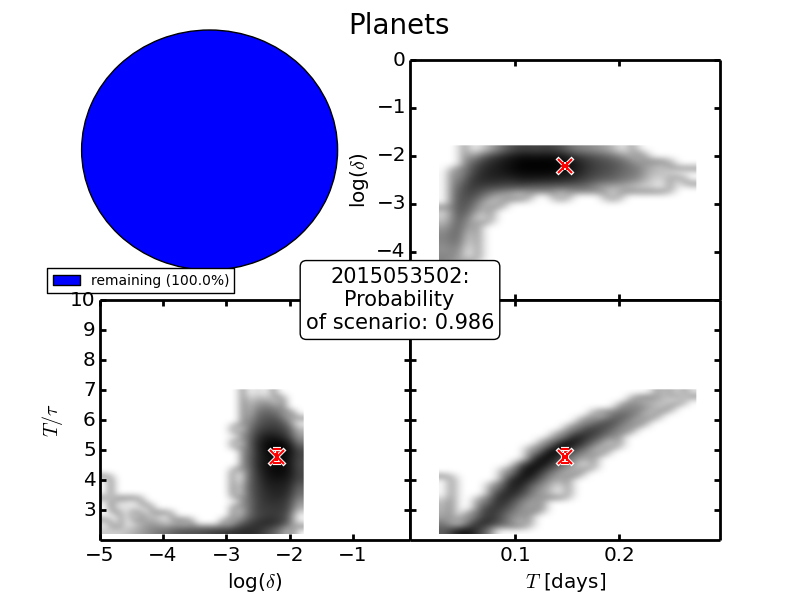 Planets
0
−1
−2
−3
−4
log(δ)
remaining (100.0%)
2015053502:
Probability
of scenario: 0.986
10
9
8
7
6
5
4
3
T/τ
−5 −4 −3 −2 −1
0.1 0.2
log(δ)
T [days]